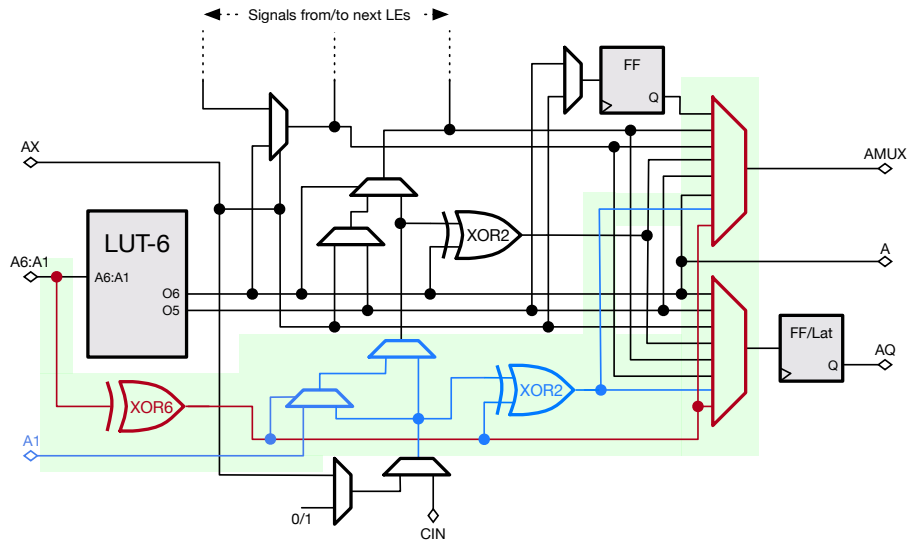 Signals from/to next LEs
FF
Q
AX
AMUX
LUT-6
XOR2
A6:A1
A6:A1
A
O6
O5
FF/Lat
Q
AQ
XOR6
XOR2
A1
0/1
CIN